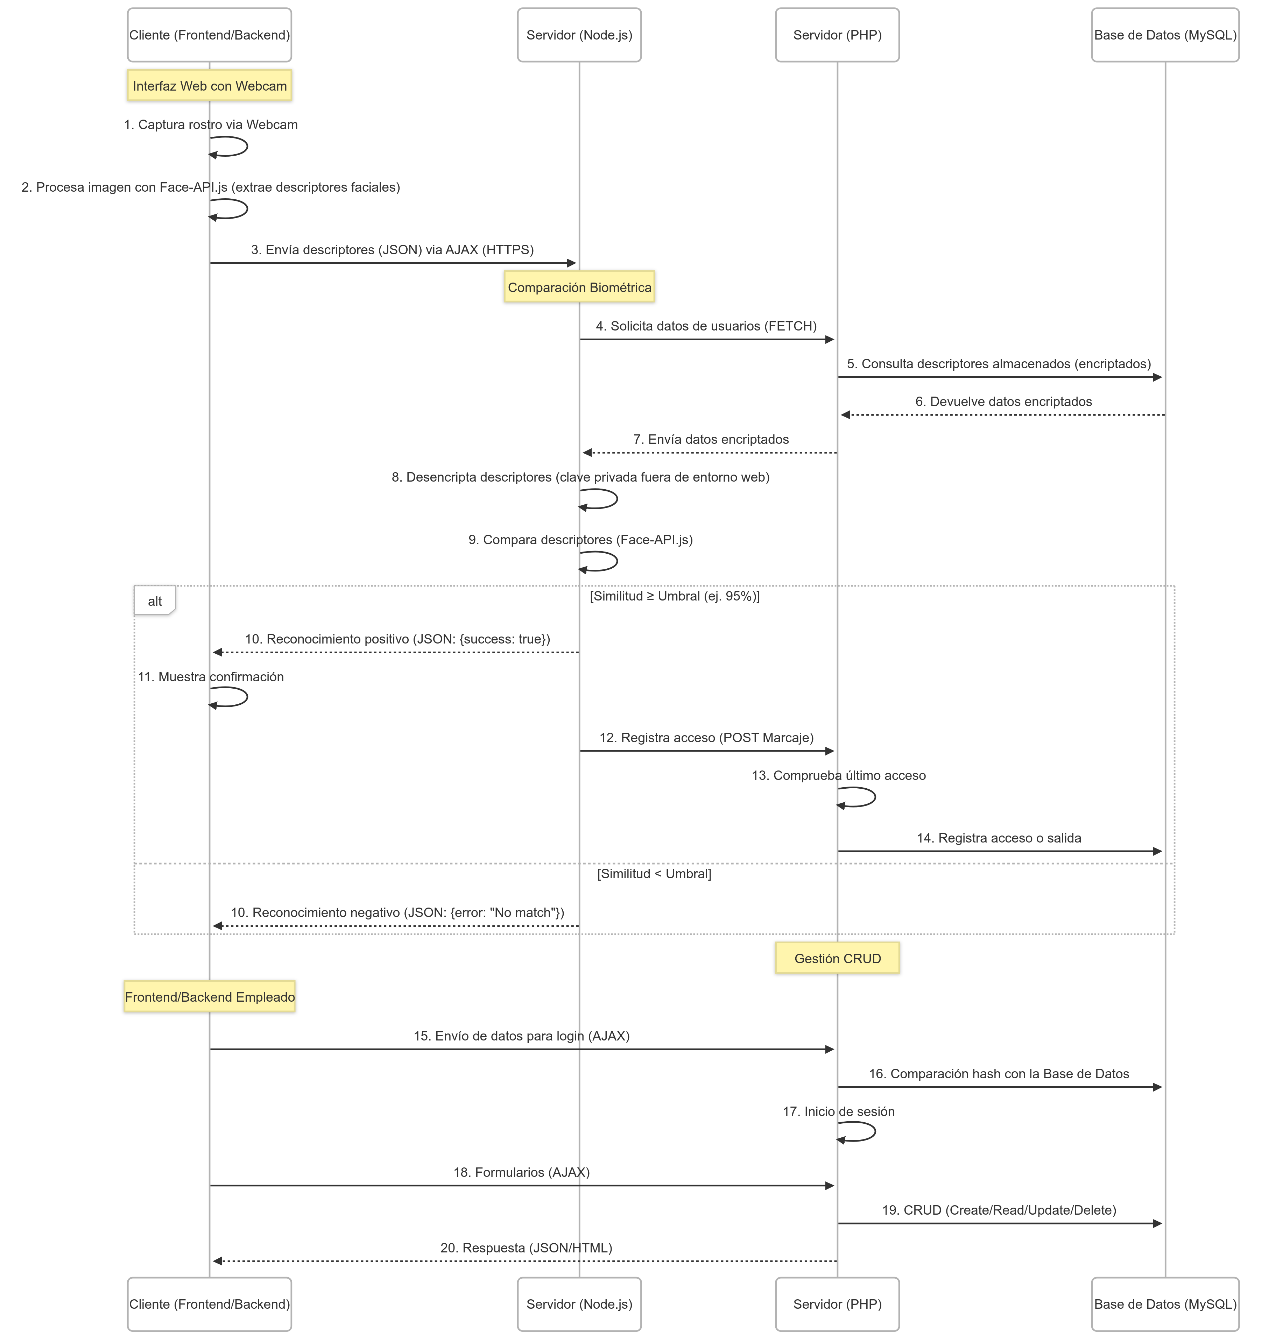 Cliente (Frontend/Backend)
Servidor (Node.js)
Servidor (PHP)
Base de Datos (MySQL)
Interfaz Web con Webcam
1. Captura rostro via Webcam
2. Procesa imagen con Face-API.js (extrae descriptores faciales)
3. Envía descriptores (JSON) via AJAX (HTTPS)
Comparación Biométrica
4. Solicita datos de usuarios (FETCH)
5. Consulta descriptores almacenados (encriptados)
6. Devuelve datos encriptados
7. Envía datos encriptados
8. Desencripta descriptores (clave privada fuera de entorno web)
9. Compara descriptores (Face-API.js)
alt
[Similitud ≥ Umbral (ej. 95%)]
10. Reconocimiento positivo (JSON: {success: true})
11. Muestra confirmación
12. Registra acceso (POST Marcaje)
13. Comprueba último acceso
14. Registra acceso o salida
[Similitud < Umbral]
10. Reconocimiento negativo (JSON: {error: "No match"})
Gestión CRUD
Frontend/Backend Empleado
15. Envío de datos para login (AJAX)
16. Comparación hash con la Base de Datos
17. Inicio de sesión
18. Formularios (AJAX)
19. CRUD (Create/Read/Update/Delete)
20. Respuesta (JSON/HTML)
Cliente (Frontend/Backend)
Servidor (Node.js)
Servidor (PHP)
Base de Datos (MySQL)